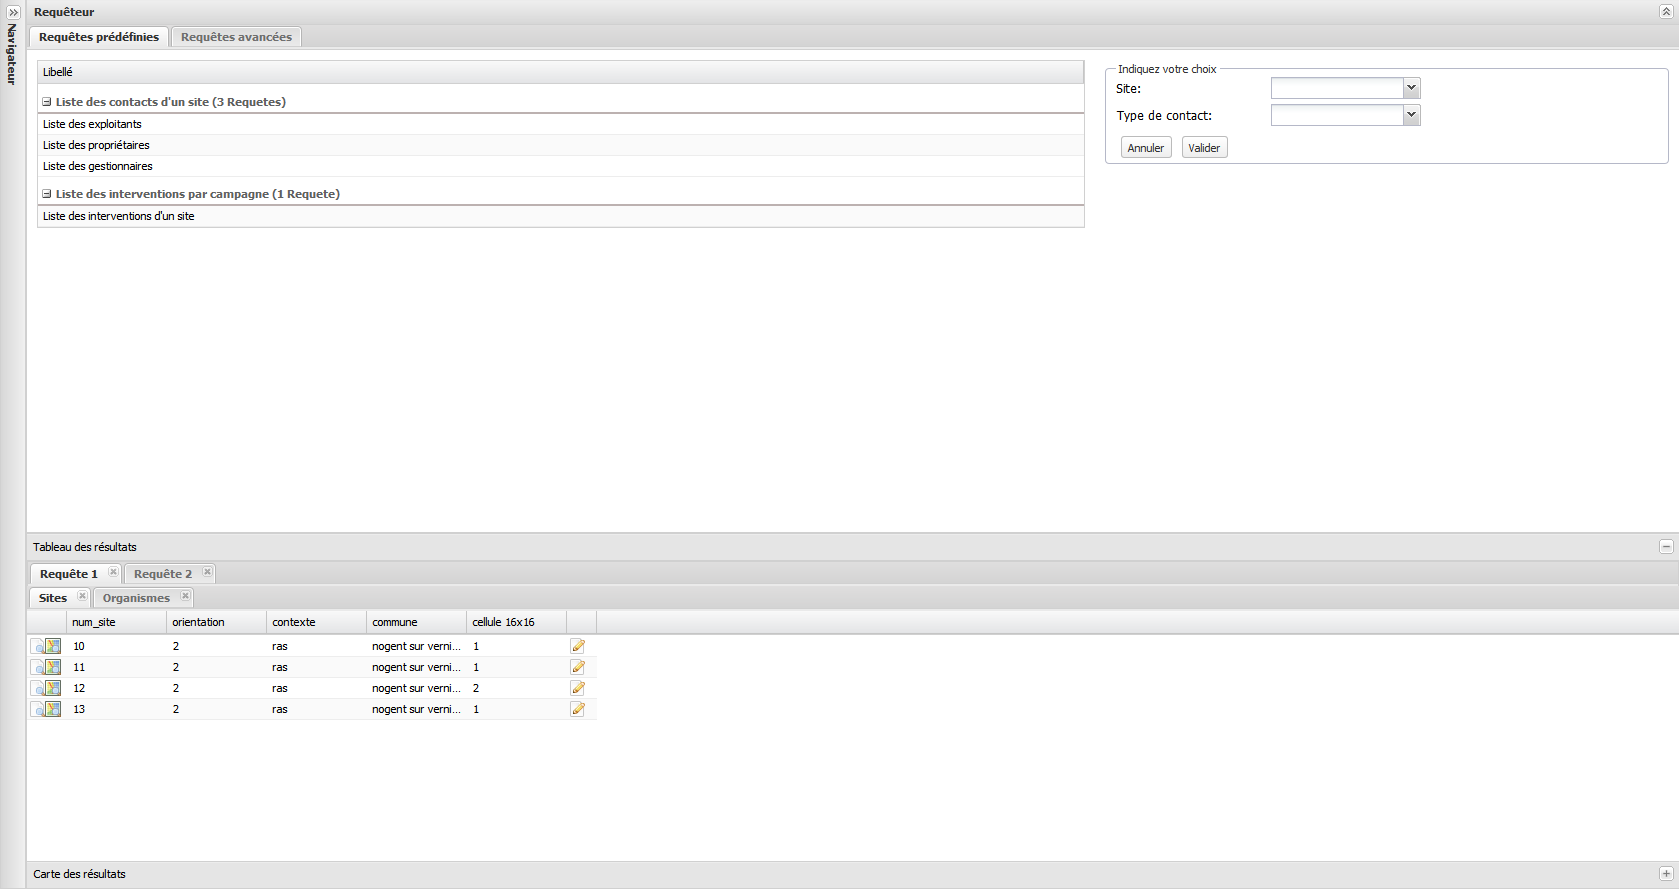 Navigateur
Requêteur
Requêtes prédéfinies
Requêtes avancées
Libellé
Liste des contacts d'un site (3 Requetes)
Liste des exploitants
Liste des propriétaires
Liste des gestionnaires
Liste des interventions par campagne (1 Requete)
Liste des interventions d'un site
Indiquez votre choix
Site:
Type de contact:
Annuler Valider
Tableau des résultats
Requête 1 Requête 2
Sites Organismes
num_site orientation contexte commune cellule 16x16
10 2 ras nogent sur verni... 1
11 2 ras nogent sur verni... 1
12 2 ras nogent sur verni... 2
13 2 ras nogent sur verni... 1
Carte des résultats